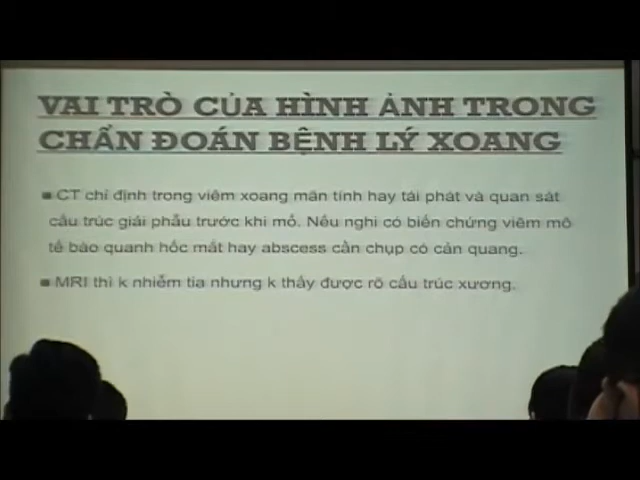 VAI TRÒ CỦA HÌNH ẢNH TRONG
CHẨN ĐOÁN BỆNH LÝ XOANG
CT chỉ định trong viêm xoang mãn tính hay tái phát và quan sát
cấu trúc giải phẫu trước khi mổ. Nếu nghi có biến chứng viêm mô
tế bào quanh hốc mắt hay abscess cần chụp có cản quang.
MRI thì k nhiễm tia nhưng k thấy được rõ cấu trúc xương.